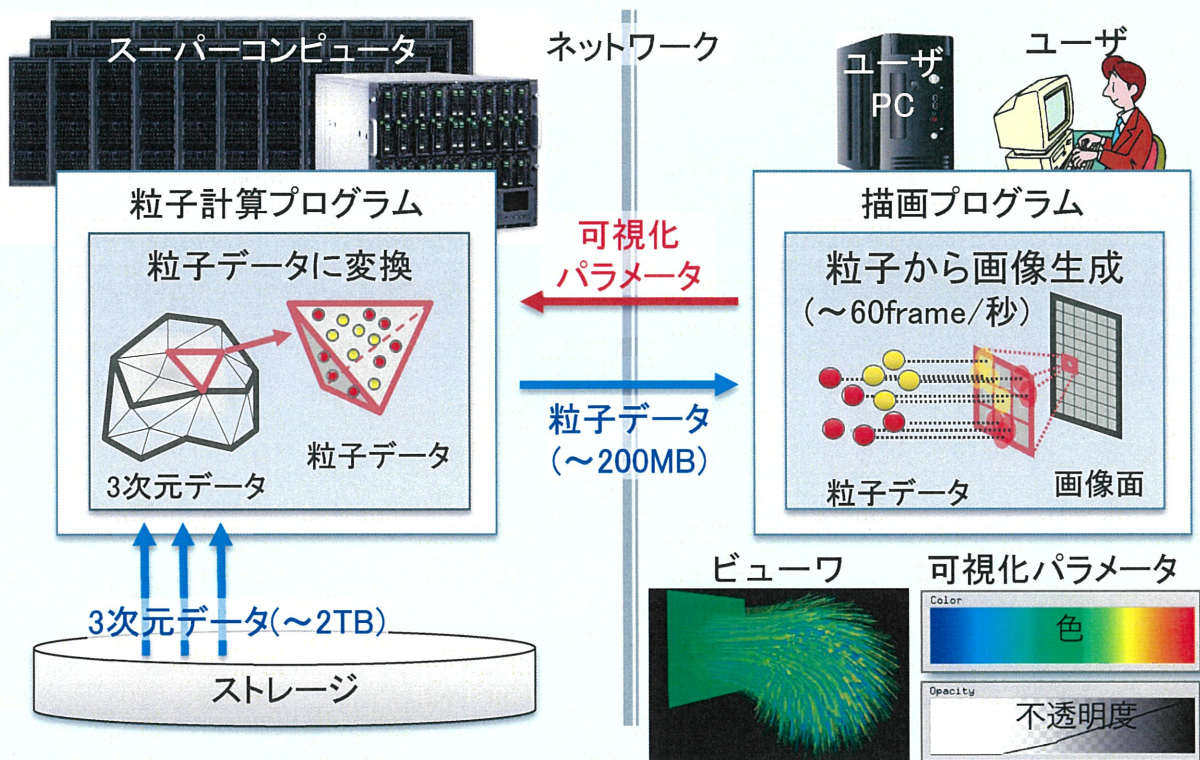 スーパーコンピュータ
ネットワーク
ユーザ
PC
ユーザ
粒子計算プログラム
粒子データに変換
3次元データ
粒子データ
可視化
パラメータ
粒子データ
(～200MB)
描画プログラム
粒子から画像生成
(～60frame/秒)
粒子データ
画像面
3次元データ(～2TB)
ストレージ
ビューワ
可視化パラメータ
Color
色
Opacity
不透明度